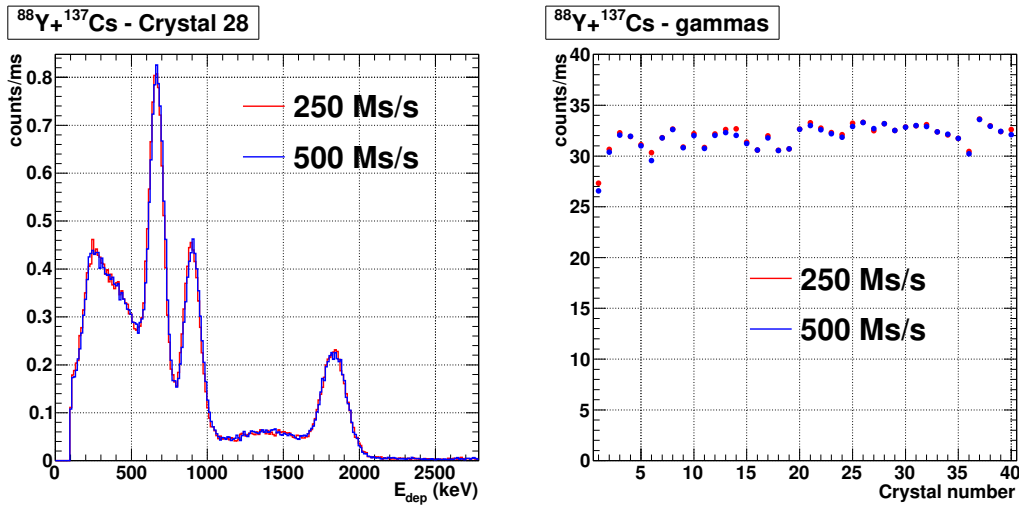 ⁸⁸Y+¹³⁷Cs - Crystal 28
counts/ms
0.8
0.7
0.6
0.5
0.4
0.3
0.2
0.1
0
250 Ms/s
500 Ms/s
0 500 1000 1500 2000 2500
E_dep (keV)
⁸⁸Y+¹³⁷Cs - gammas
counts/ms
40
35
30
25
20
15
10
5
0
250 Ms/s
500 Ms/s
5 10 15 20 25 30 35 40
Crystal number